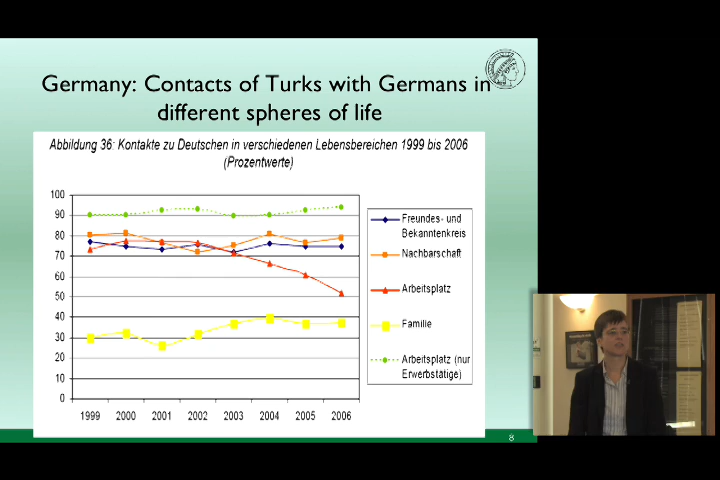 Germany: Contacts of Turks with Germans in
different spheres of life
Abbildung 36: Kontakte zu Deutschen in verschiedenen Lebensbereichen 1999 bis 2006
(Prozentwerte)
100
90
80
70
60
50
40
30
20
10
0
1999 2000 2001 2002 2003 2004 2005 2006
Freundes- und
Bekanntenkreis
Nachbarschaft
Arbeitsplatz
Familie
Arbeitsplatz (nur
Erwerbstätige)
8